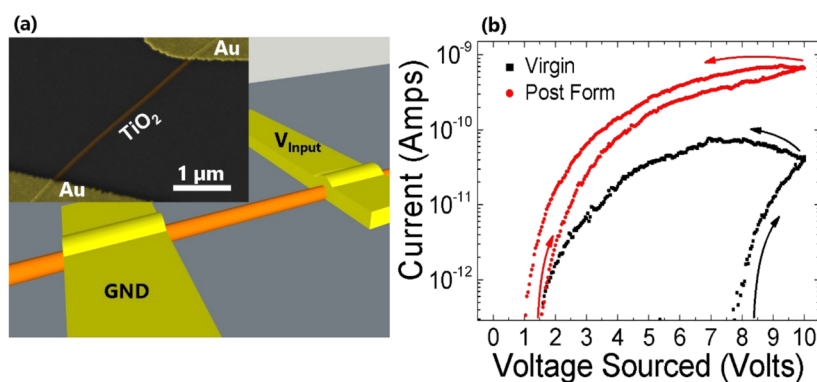 (a)
Au
TiO₂
1 µm
Au
V_Input
GND
(b)
Current (Amps)
10⁻⁹
10⁻¹⁰
10⁻¹¹
10⁻¹²
Virgin
Post Form
0 1 2 3 4 5 6 7 8 9 10
Voltage Sourced (Volts)